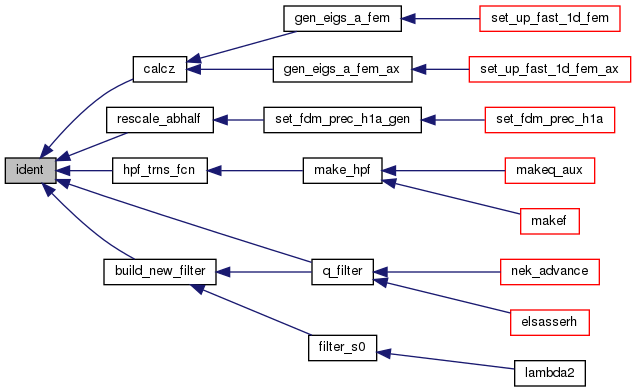 gen_eigs_a_fem
set_up_fast_1d_fem
calcz
gen_eigs_a_fem_ax
set_up_fast_1d_fem_ax
rescale_abhalf
set_fdm_prec_h1a_gen
set_fdm_prec_h1a
ident
hpf_trns_fcn
make_hpf
makeq_aux
makef
build_new_filter
q_filter
nek_advance
elsasserh
filter_s0
lambda2